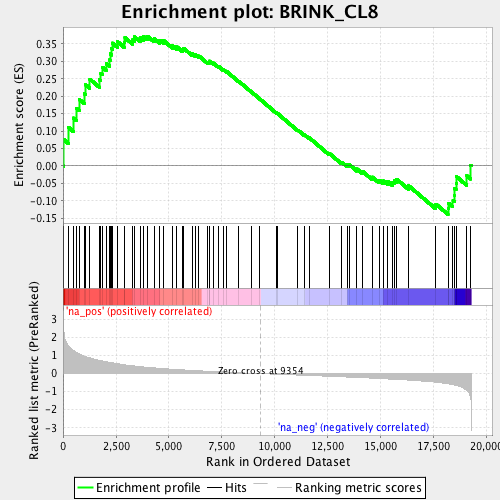 Enrichment plot: BRINK_CL8
Enrichment score (ES)
0.35
0.30
0.25
0.20
0.15
0.10
0.05
0.00
-0.05
-0.10
-0.15
'na_pos' (positively correlated)
Ranked list metric (PreRanked)
3
2
1
0
-1
-2
-3
Zero cross at 9354
'na_neg' (negatively correlated)
0
2,500
5,000
7,500
10,000
12,500
15,000
17,500
20,000
Rank in Ordered Dataset
Enrichment profile
Hits
Ranking metric scores